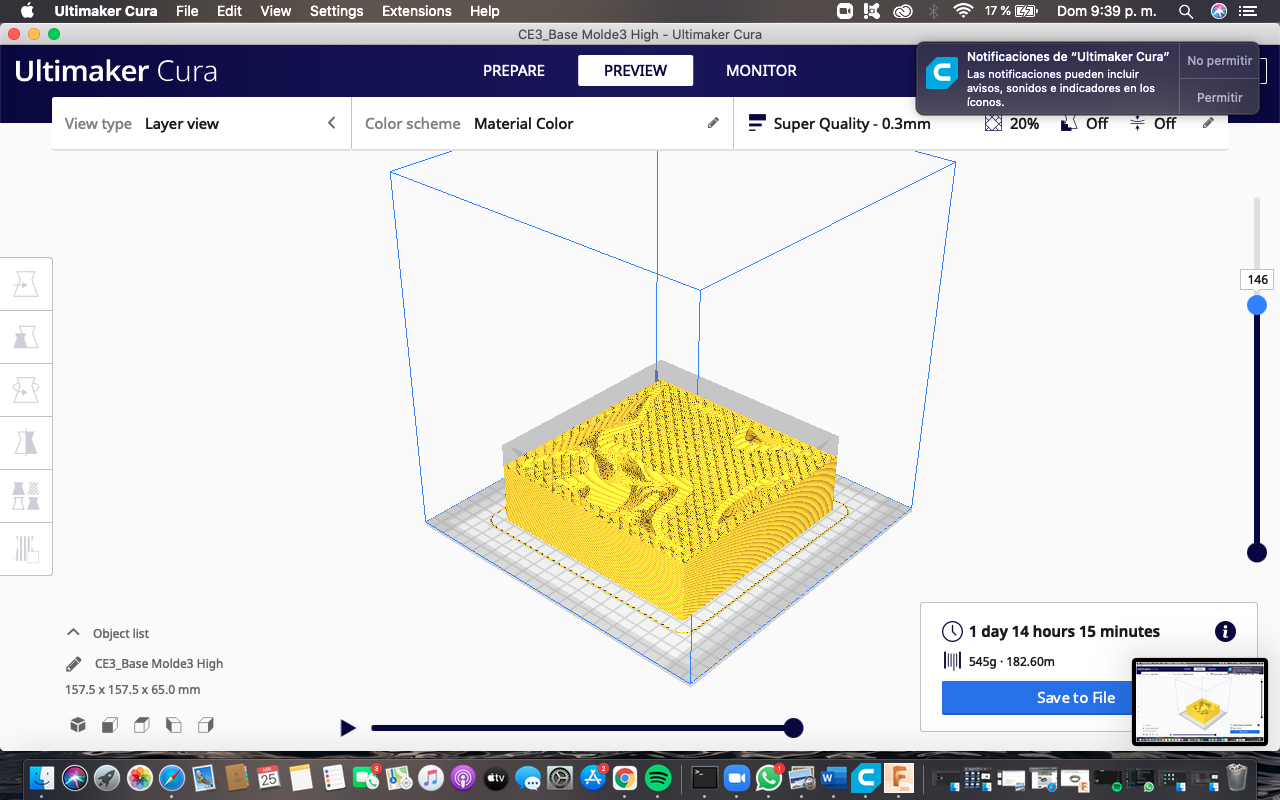 Ultimaker Cura File Edit View Settings Extensions Help 17 % Dom 9:39 p. m.
CE3_Base Molde3 High - Ultimaker Cura
Ultimaker Cura PREPARE PREVIEW MONITOR
Notificaciones de “Ultimaker Cura”
Las notificaciones pueden incluir
avisos, sonidos e indicadores en los
íconos.
No permitir
Permitir
View type Layer view Color scheme Material Color Super Quality - 0.3mm 20% Off Off
146
Object list
CE3_Base Molde3 High
157.5 x 157.5 x 65.0 mm
1 day 14 hours 15 minutes
545g · 182.60m
Save to File